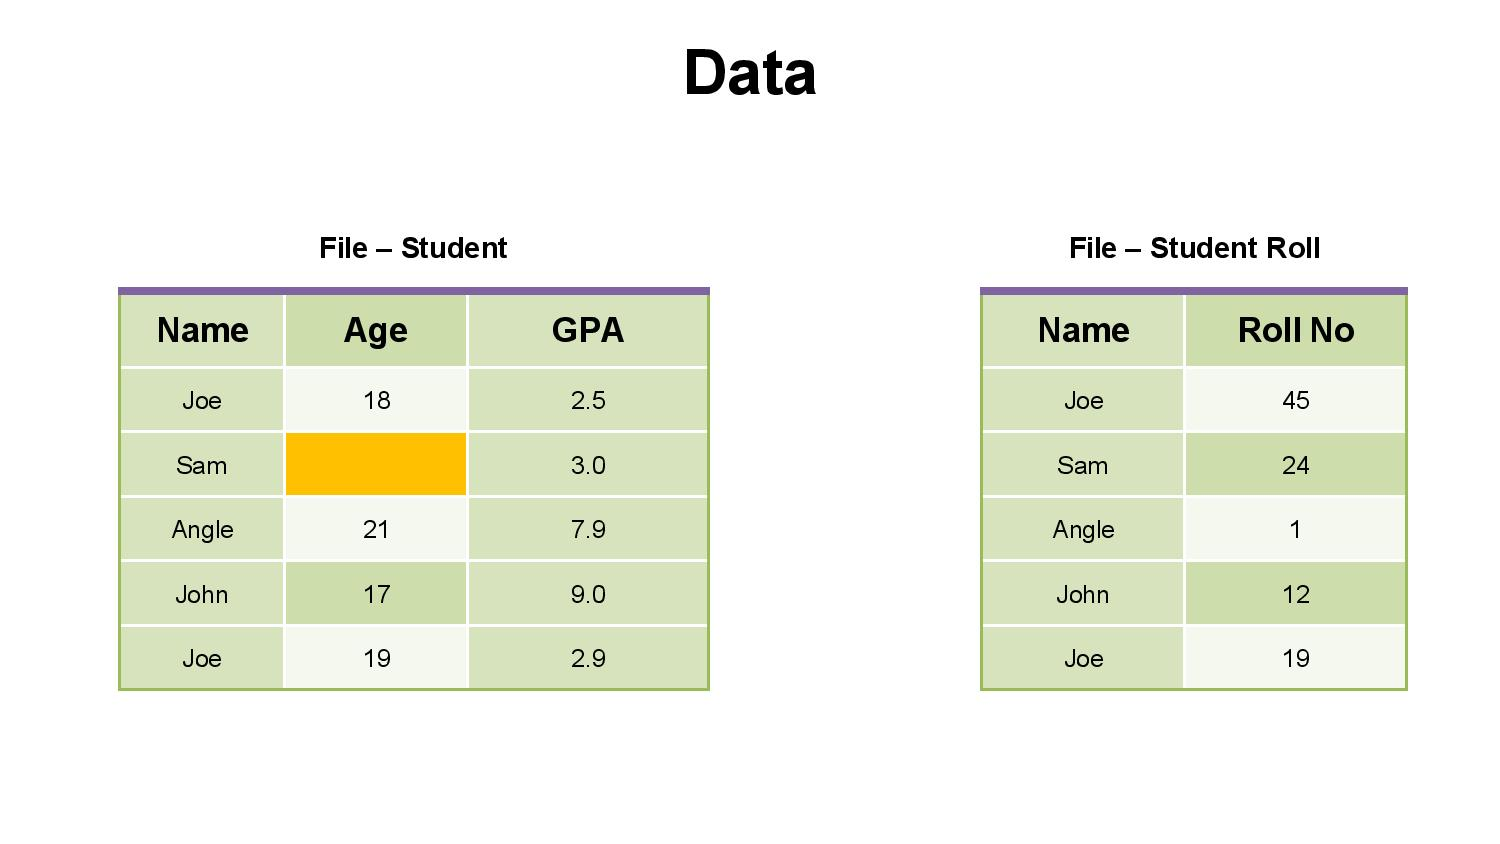 Data
File – Student
Name Age GPA
Joe 18 2.5
Sam 3.0
Angle 21 7.9
John 17 9.0
Joe 19 2.9
File – Student Roll
Name Roll No
Joe 45
Sam 24
Angle 1
John 12
Joe 19